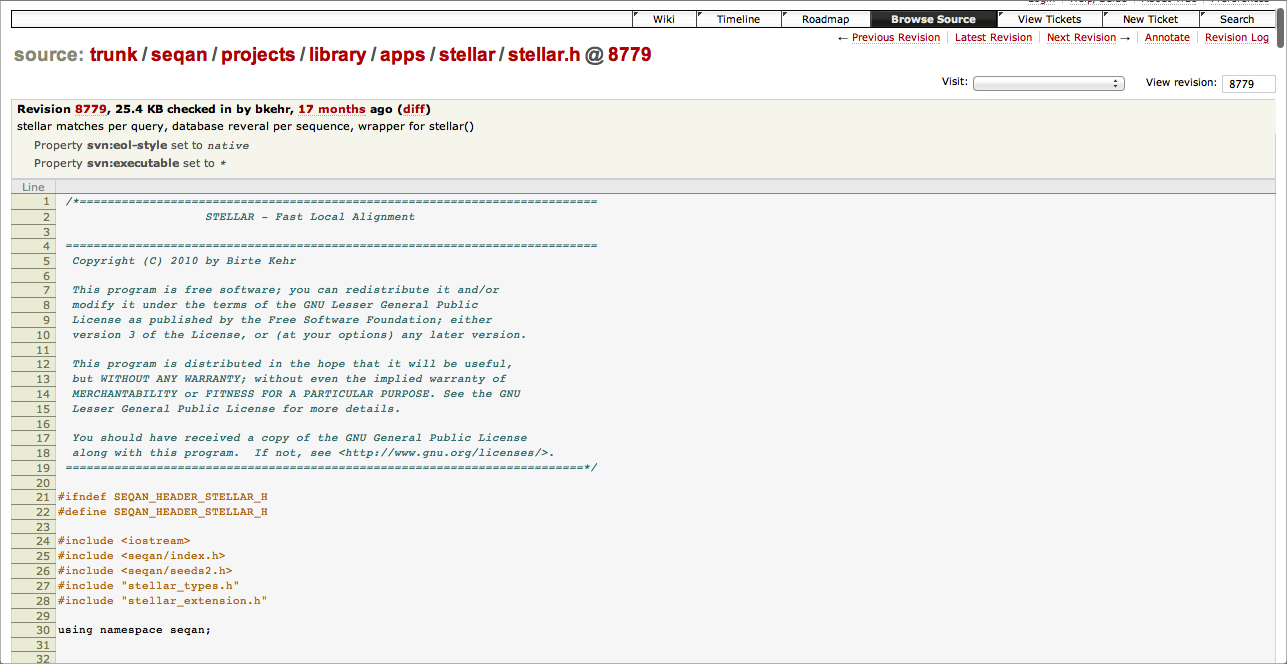 Wiki Timeline Roadmap Browse Source View Tickets New Ticket Search
← Previous Revision Latest Revision Next Revision → Annotate Revision Log
source: trunk / seqan / projects / library / apps / stellar / stellar.h @ 8779
Visit: View revision: 8779
Revision 8779, 25.4 KB checked in by bkehr, 17 months ago (diff)
stellar matches per query, database reveral per sequence, wrapper for stellar()
Property svn:eol-style set to native
Property svn:executable set to *
Line
1 /*==========================================================================
2 STELLAR - Fast Local Alignment
3
4 ============================================================================
5 Copyright (C) 2010 by Birte Kehr
6
7 This program is free software; you can redistribute it and/or
8 modify it under the terms of the GNU Lesser General Public
9 License as published by the Free Software Foundation; either
10 version 3 of the License, or (at your options) any later version.
11
12 This program is distributed in the hope that it will be useful,
13 but WITHOUT ANY WARRANTY; without even the implied warranty of
14 MERCHANTABILITY or FITNESS FOR A PARTICULAR PURPOSE. See the GNU
15 Lesser General Public License for more details.
16
17 You should have received a copy of the GNU General Public License
18 along with this program.  If not, see <http://www.gnu.org/licenses/>.
19 ==========================================================================*/
20
21 #ifndef SEQAN_HEADER_STELLAR_H
22 #define SEQAN_HEADER_STELLAR_H
23
24 #include <iostream>
25 #include <seqan/index.h>
26 #include <seqan/seeds2.h>
27 #include "stellar_types.h"
28 #include "stellar_extension.h"
29
30 using namespace seqan;
31
32